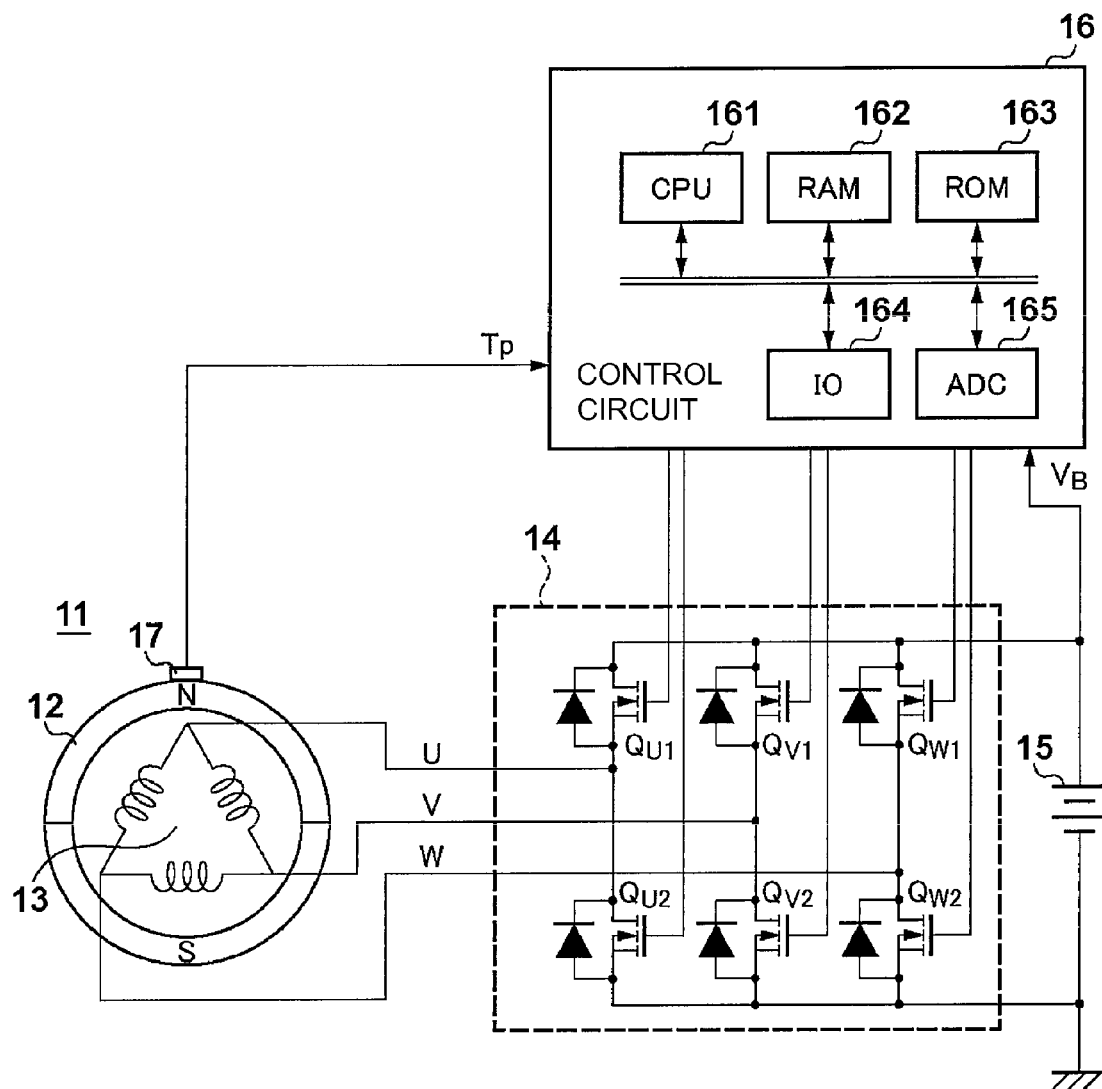 16
161
162
163
CPU
RAM
ROM
164
165
Tp
CONTROL
CIRCUIT
IO
ADC
VB
14
11
17
N
12
QU1
QV1
QW1
15
U
V
W
13
QU2
QV2
QW2
S